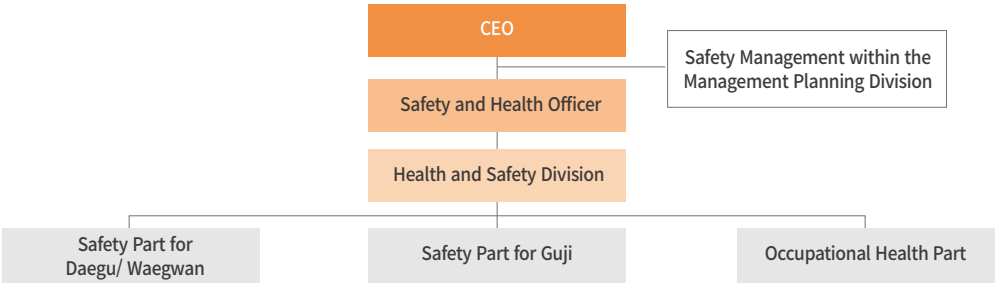 CEO
Safety Management within the
Management Planning Division
Safety and Health Officer
Health and Safety Division
Safety Part for
Daegu/ Waegwan
Safety Part for Guji
Occupational Health Part